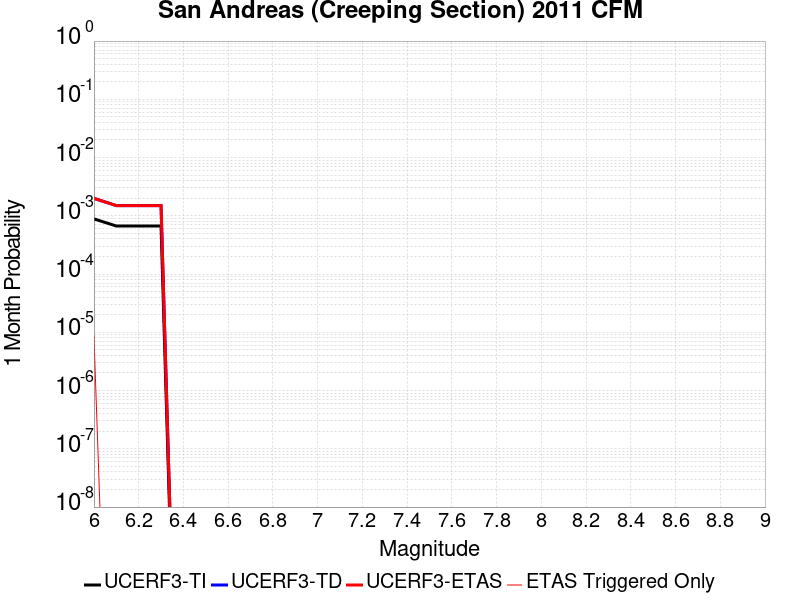 San Andreas (Creeping Section) 2011 CFM
10 0
10 -1
10 -2
10 -3
10 -4
10 -5
10 -6
10 -7
10 -8
1 Month Probability
6 6.2 6.4 6.6 6.8 7 7.2 7.4 7.6 7.8 8 8.2 8.4 8.6 8.8 9
Magnitude
UCERF3-TI UCERF3-TD UCERF3-ETAS ETAS Triggered Only